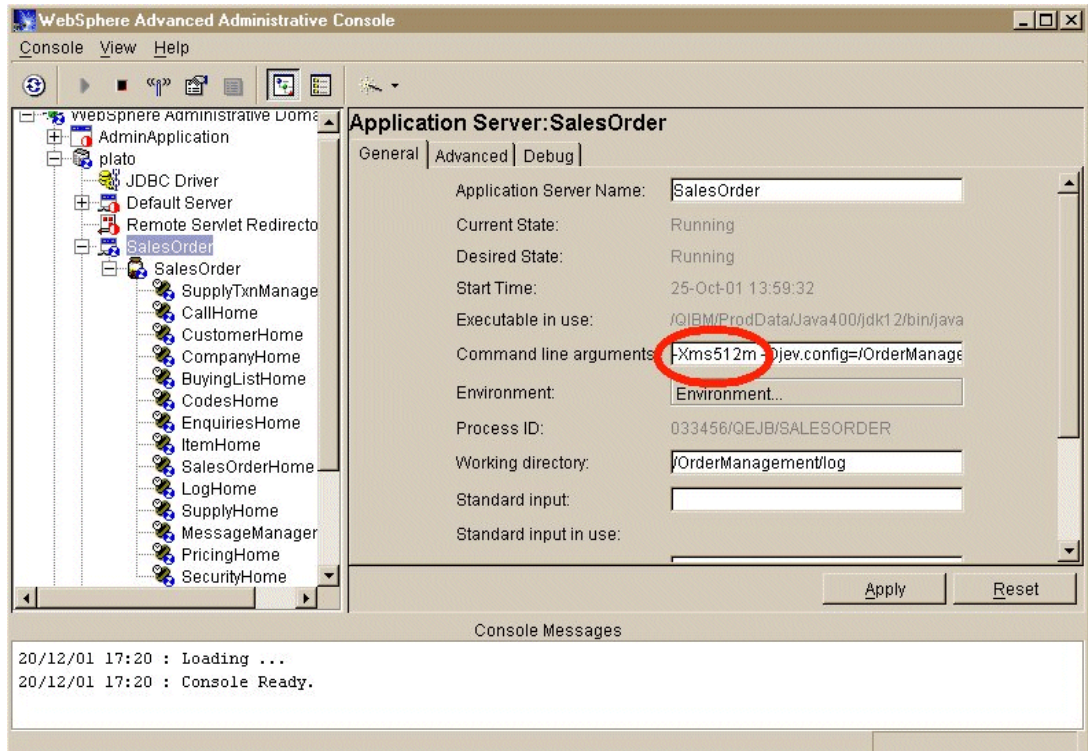 WebSphere Advanced Administrative Console
Console View Help
WebSphere Administrative Doma
AdminApplication
plato
JDBC Driver
Default Server
Remote Servlet Redirecto
SalesOrder
SalesOrder
SupplyTxnManage
CallHome
CustomerHome
CompanyHome
BuyingListHome
CodesHome
EnquiriesHome
ItemHome
SalesOrderHome
LogHome
SupplyHome
MessageManager
PricingHome
SecurityHome
Application Server:SalesOrder
General Advanced Debug
Application Server Name: SalesOrder
Current State: Running
Desired State: Running
Start Time: 25-Oct-01 13:59:32
Executable in use: /QIBM/ProdData/Java400/jdk12/bin/java
Command line arguments -Xms512m -Djev.config=/OrderManage
Environment: Environment...
Process ID: 033456/QEJB/SALESORDER
Working directory: /OrderManagement/log
Standard input:
Standard input in use:
Apply Reset
Console Messages
20/12/01 17:20 : Loading ...
20/12/01 17:20 : Console Ready.